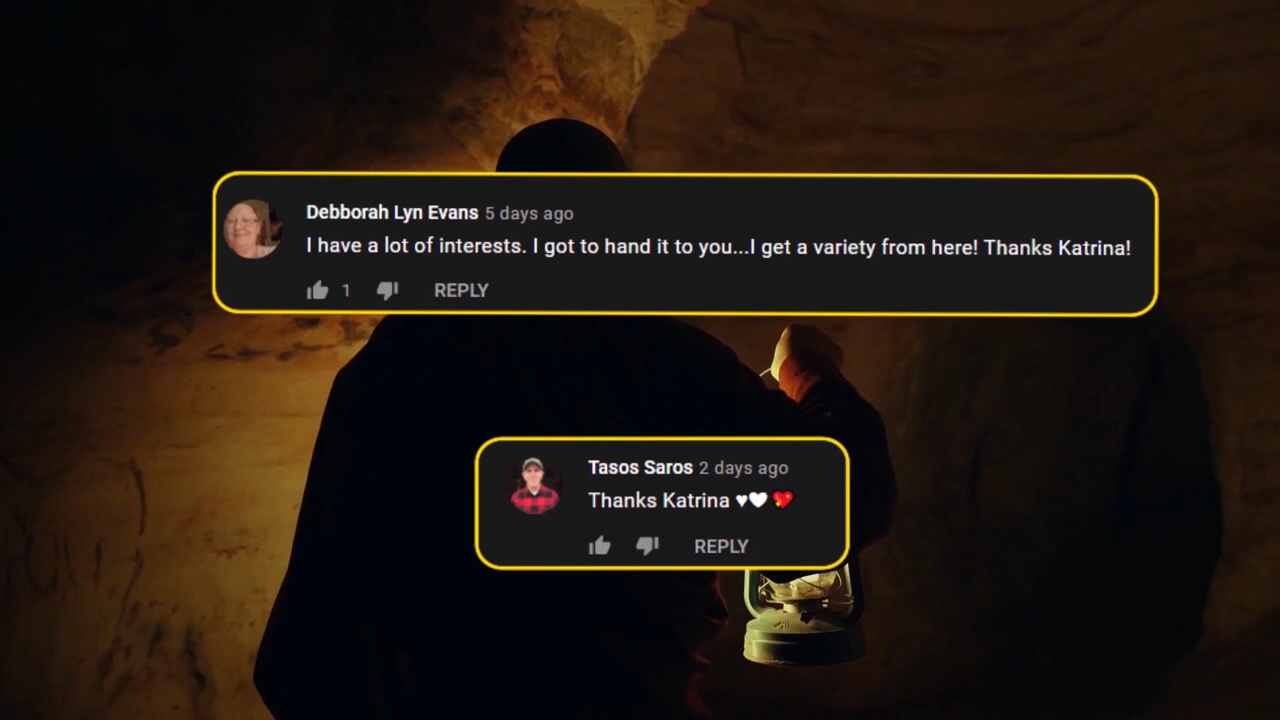 Debborah Lyn Evans 5 days ago
I have a lot of interests. I got to hand it to you...I get a variety from here! Thanks Katrina!
1 REPLY
Tasos Saros 2 days ago
Thanks Katrina ♥🤍💖
REPLY